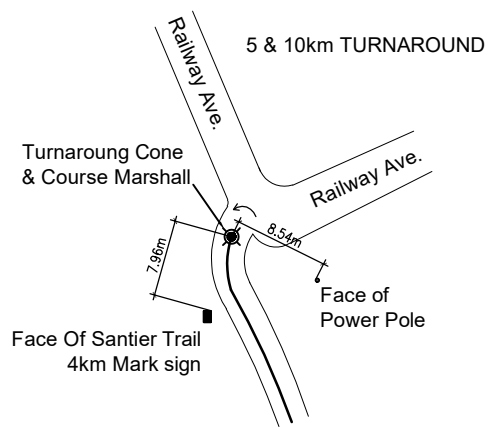 5 & 10km TURNAROUND
Railway Ave.
Turnaroung Cone
& Course Marshall
Railway Ave.
8.54m
7.96m
Face of
Power Pole
Face Of Santier Trail
4km Mark sign